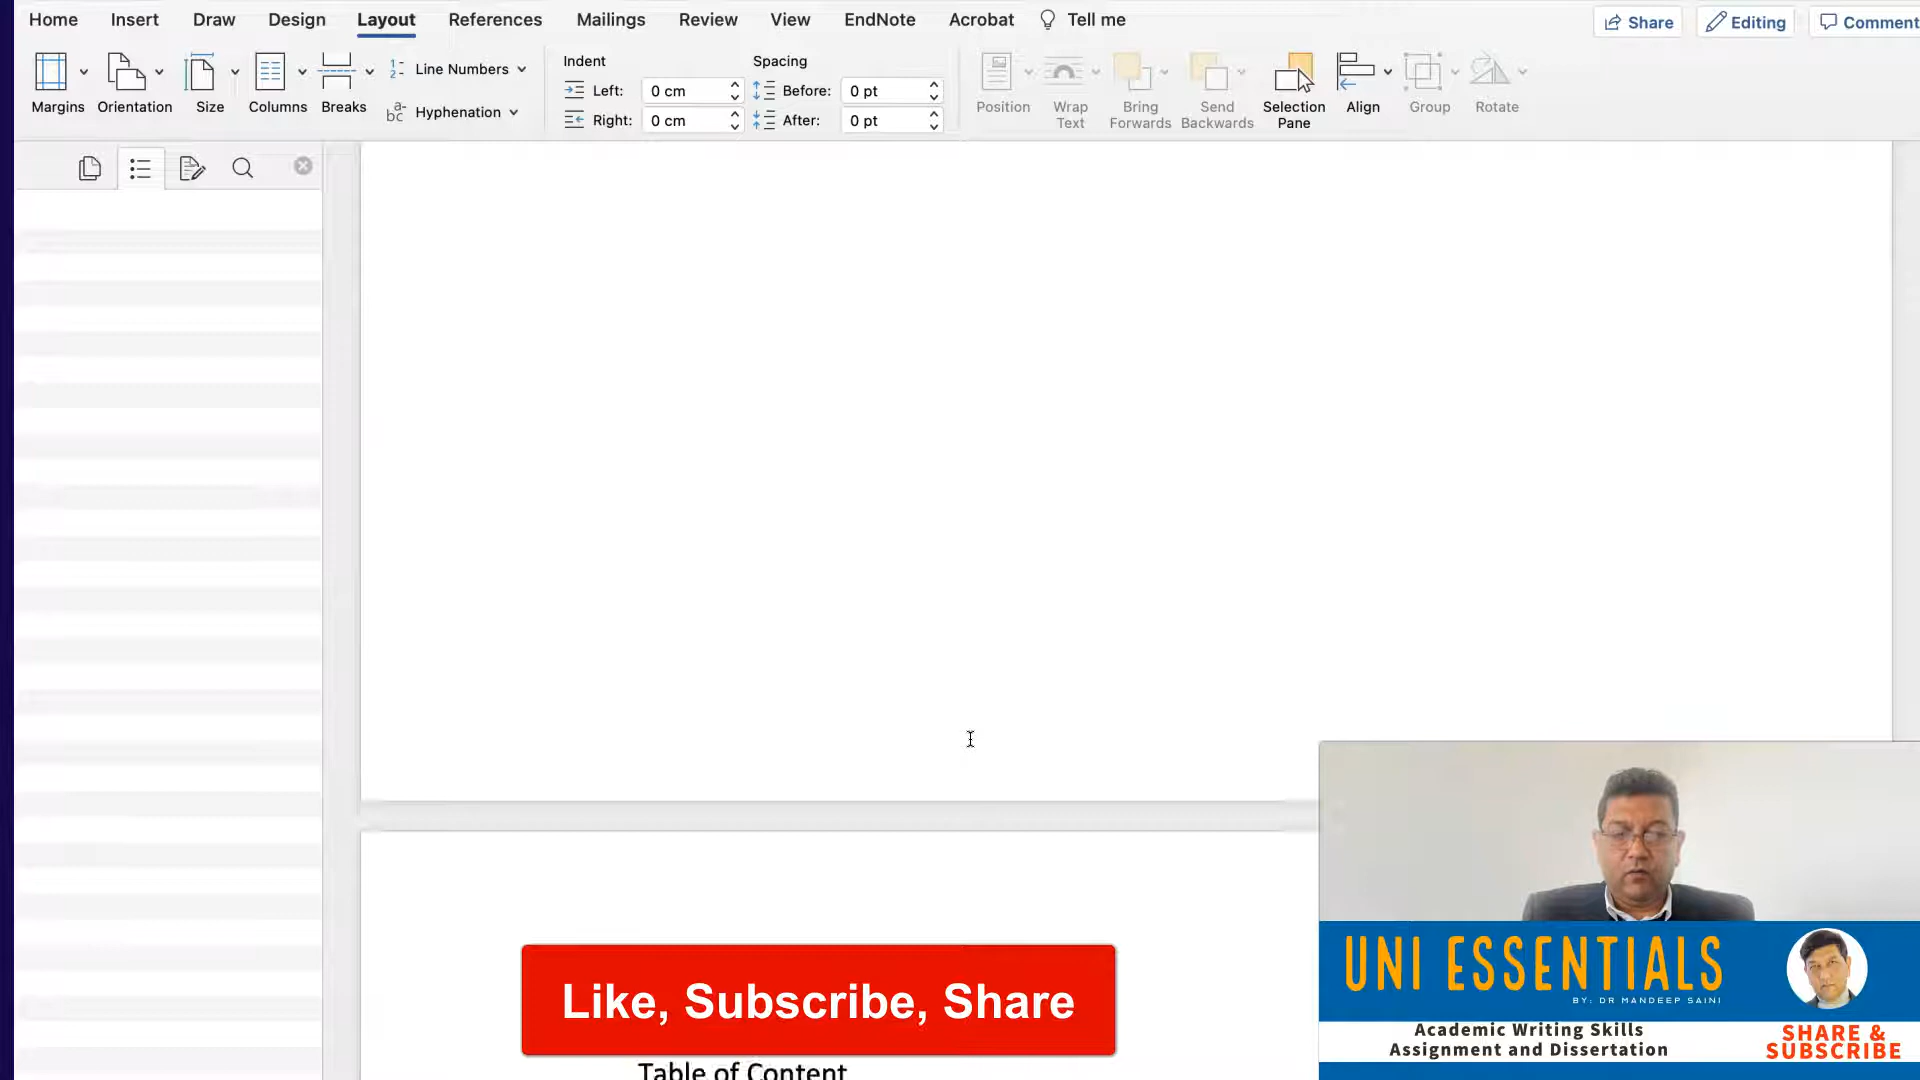 Home Insert Draw Design Layout References Mailings Review View EndNote Acrobat Tell me Share Editing Comment
Margins Orientation Size Columns Breaks
Line Numbers
Hyphenation
Indent
Left: 0 cm
Right: 0 cm
Spacing
Before: 0 pt
After: 0 pt
Position
Wrap
Text
Bring
Forwards
Send
Backwards
Selection
Pane
Align
Group
Rotate
UNI ESSENTIALS
BY: DR MANDEEP SAINI
Academic Writing Skills
Assignment and Dissertation
SHARE &
SUBSCRIBE
Like, Subscribe, Share
Table of Content